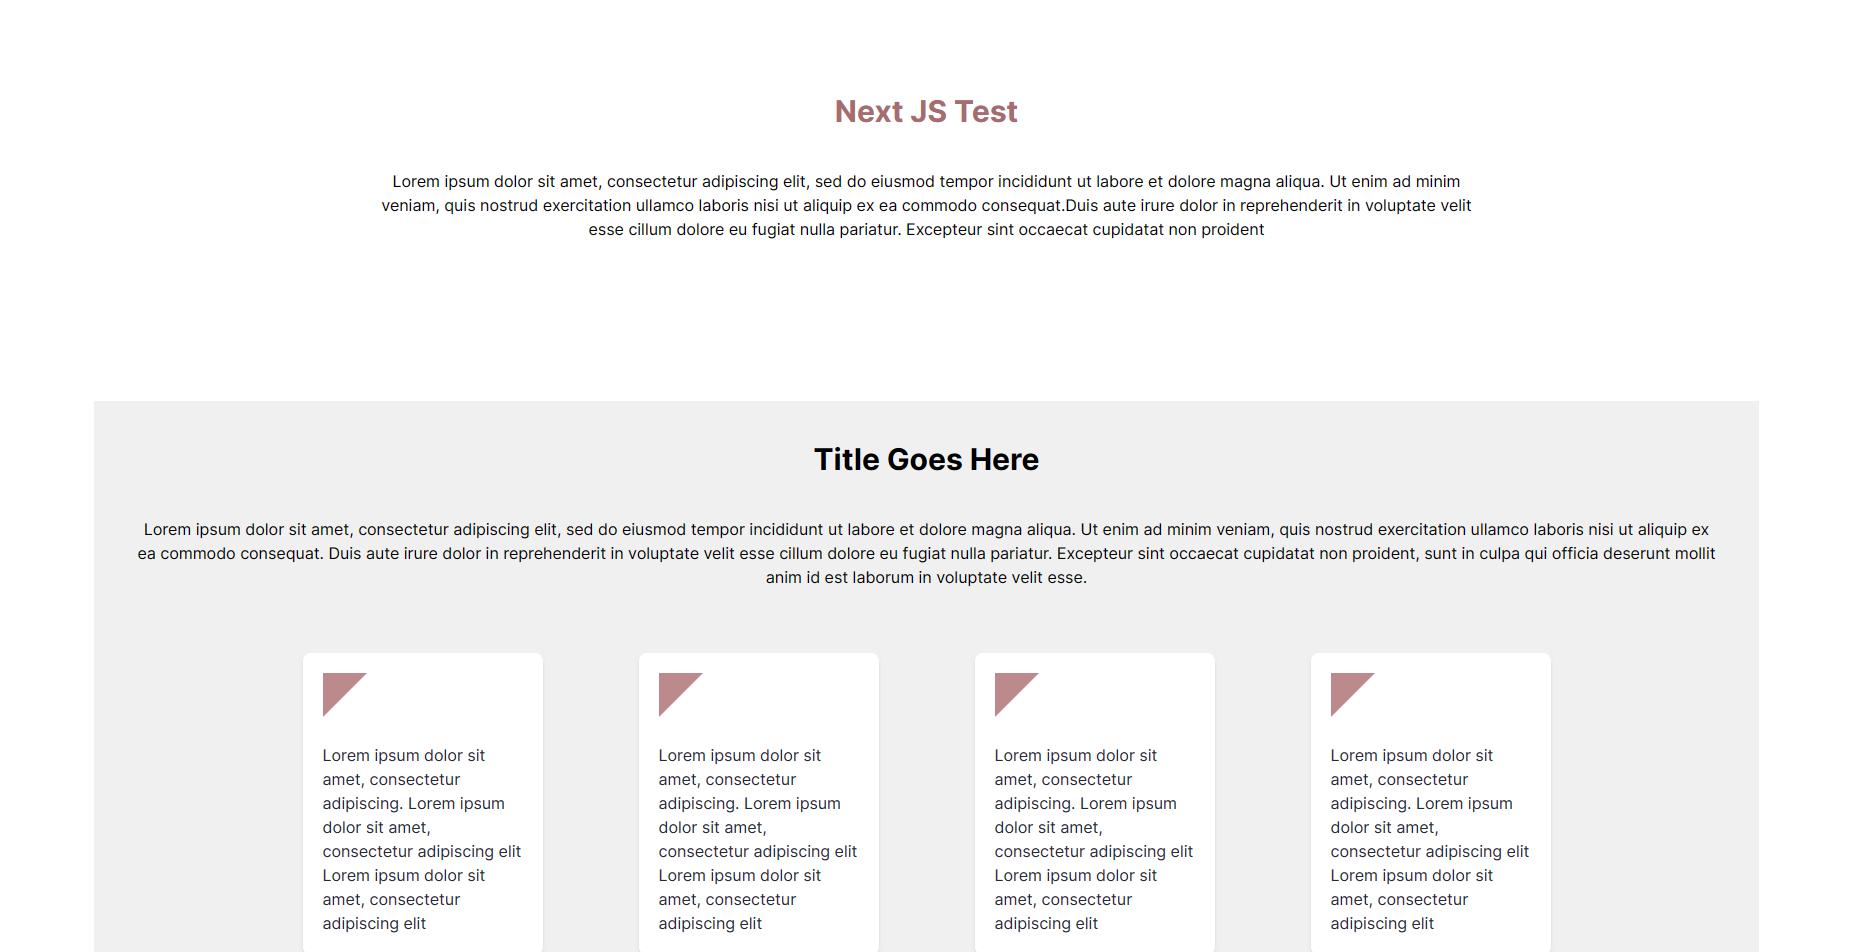 Next JS Test
Lorem ipsum dolor sit amet, consectetur adipiscing elit, sed do eiusmod tempor incididunt ut labore et dolore magna aliqua. Ut enim ad minim
veniam, quis nostrud exercitation ullamco laboris nisi ut aliquip ex ea commodo consequat.Duis aute irure dolor in reprehenderit in voluptate velit
esse cillum dolore eu fugiat nulla pariatur. Excepteur sint occaecat cupidatat non proident
Title Goes Here
Lorem ipsum dolor sit amet, consectetur adipiscing elit, sed do eiusmod tempor incididunt ut labore et dolore magna aliqua. Ut enim ad minim veniam, quis nostrud exercitation ullamco laboris nisi ut aliquip ex
ea commodo consequat. Duis aute irure dolor in reprehenderit in voluptate velit esse cillum dolore eu fugiat nulla pariatur. Excepteur sint occaecat cupidatat non proident, sunt in culpa qui officia deserunt mollit
anim id est laborum in voluptate velit esse.
Lorem ipsum dolor sit
amet, consectetur
adipiscing. Lorem ipsum
dolor sit amet,
consectetur adipiscing elit
Lorem ipsum dolor sit
amet, consectetur
adipiscing elit
Lorem ipsum dolor sit
amet, consectetur
adipiscing. Lorem ipsum
dolor sit amet,
consectetur adipiscing elit
Lorem ipsum dolor sit
amet, consectetur
adipiscing elit
Lorem ipsum dolor sit
amet, consectetur
adipiscing. Lorem ipsum
dolor sit amet,
consectetur adipiscing elit
Lorem ipsum dolor sit
amet, consectetur
adipiscing elit
Lorem ipsum dolor sit
amet, consectetur
adipiscing. Lorem ipsum
dolor sit amet,
consectetur adipiscing elit
Lorem ipsum dolor sit
amet, consectetur
adipiscing elit